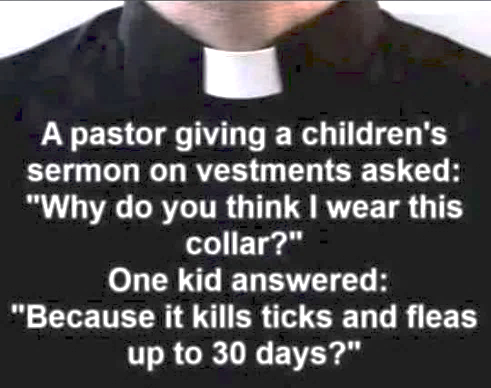 A pastor giving a children's
sermon on vestments asked:
"Why do you think I wear this
collar?"
One kid answered:
"Because it kills ticks and fleas
up to 30 days?"